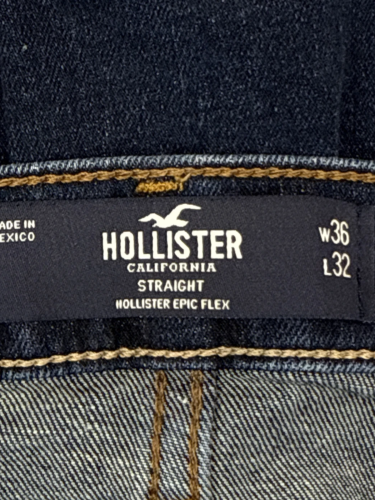 ADE IN
EXICO
HOLLISTER
CALIFORNIA
STRAIGHT
HOLLISTER EPIC FLEX
W36
L32